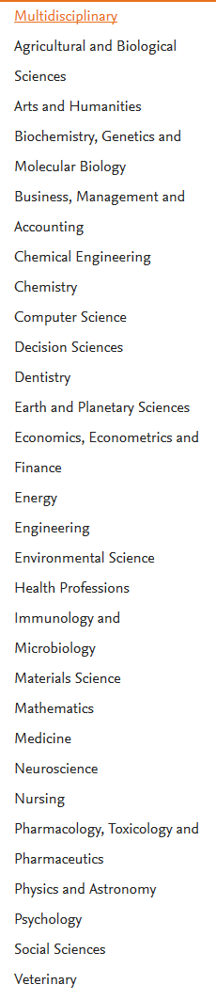 Multidisciplinary
Agricultural and Biological
Sciences
Arts and Humanities
Biochemistry, Genetics and
Molecular Biology
Business, Management and
Accounting
Chemical Engineering
Chemistry
Computer Science
Decision Sciences
Dentistry
Earth and Planetary Sciences
Economics, Econometrics and
Finance
Energy
Engineering
Environmental Science
Health Professions
Immunology and
Microbiology
Materials Science
Mathematics
Medicine
Neuroscience
Nursing
Pharmacology, Toxicology and
Pharmaceutics
Physics and Astronomy
Psychology
Social Sciences
Veterinary